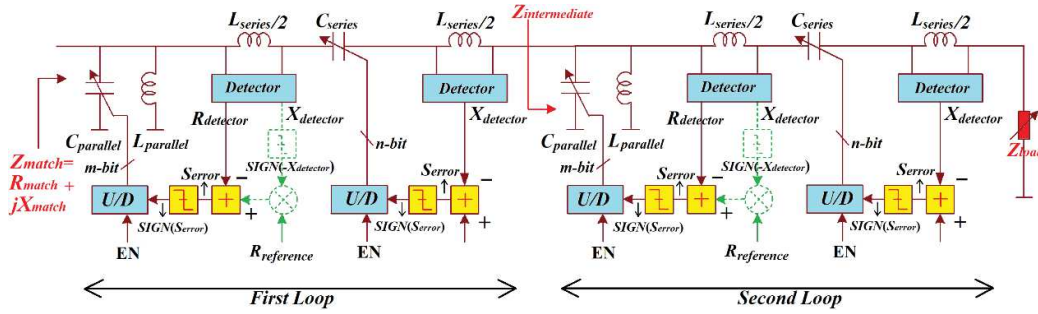 Lseries/2
Cseries
Lseries/2
Zintermediate
Lseries/2
Cseries
Lseries/2
Detector
Detector
Detector
Detector
Rdetector
Xdetector
Xdetector
Rdetector
Xdetector
Xdetector
Cparallel
Lparallel
n-bit
Cparallel
Lparallel
n-bit
Zload
Zmatch=
Rmatch +
jXmatch
m-bit
SIGN(-Xdetector)
m-bit
SIGN(-Xdetector)
Serror
Serror
Serror
Serror
U/D
+
−
+
U/D
+
−
+
U/D
+
−
+
U/D
+
−
+
SIGN(Serror)
SIGN(Serror)
SIGN(Serror)
SIGN(Serror)
EN
Rreference
EN
EN
Rreference
EN
First Loop
Second Loop